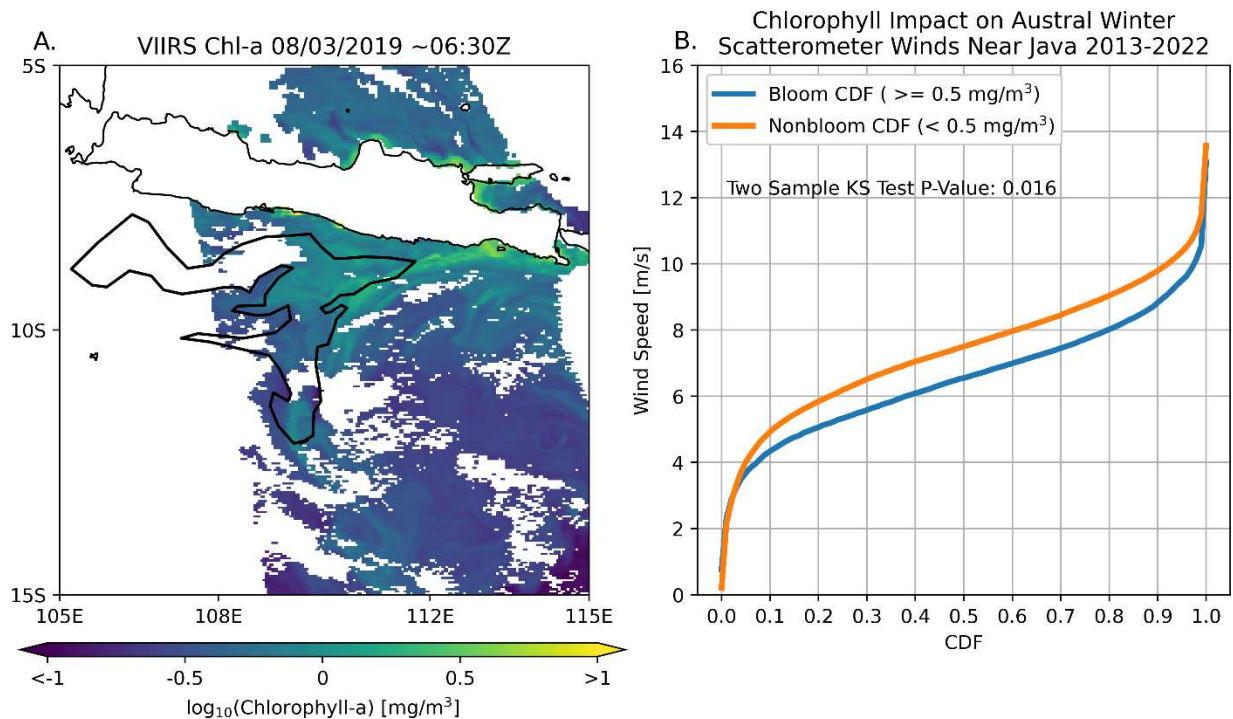 A.
VIIRS Chl-a 08/03/2019 ~06:30Z
5S
10S
15S
105E
108E
112E
115E
<-1
-0.5
0
0.5
>1
log₁₀(Chlorophyll-a) [mg/m³]
B.
Chlorophyll Impact on Austral Winter
Scatterometer Winds Near Java 2013-2022
Bloom CDF ( >= 0.5 mg/m³)
Nonbloom CDF (< 0.5 mg/m³)
Two Sample KS Test P-Value: 0.016
Wind Speed [m/s]
16
14
12
10
8
6
4
2
0
0.0 0.1 0.2 0.3 0.4 0.5 0.6 0.7 0.8 0.9 1.0
CDF